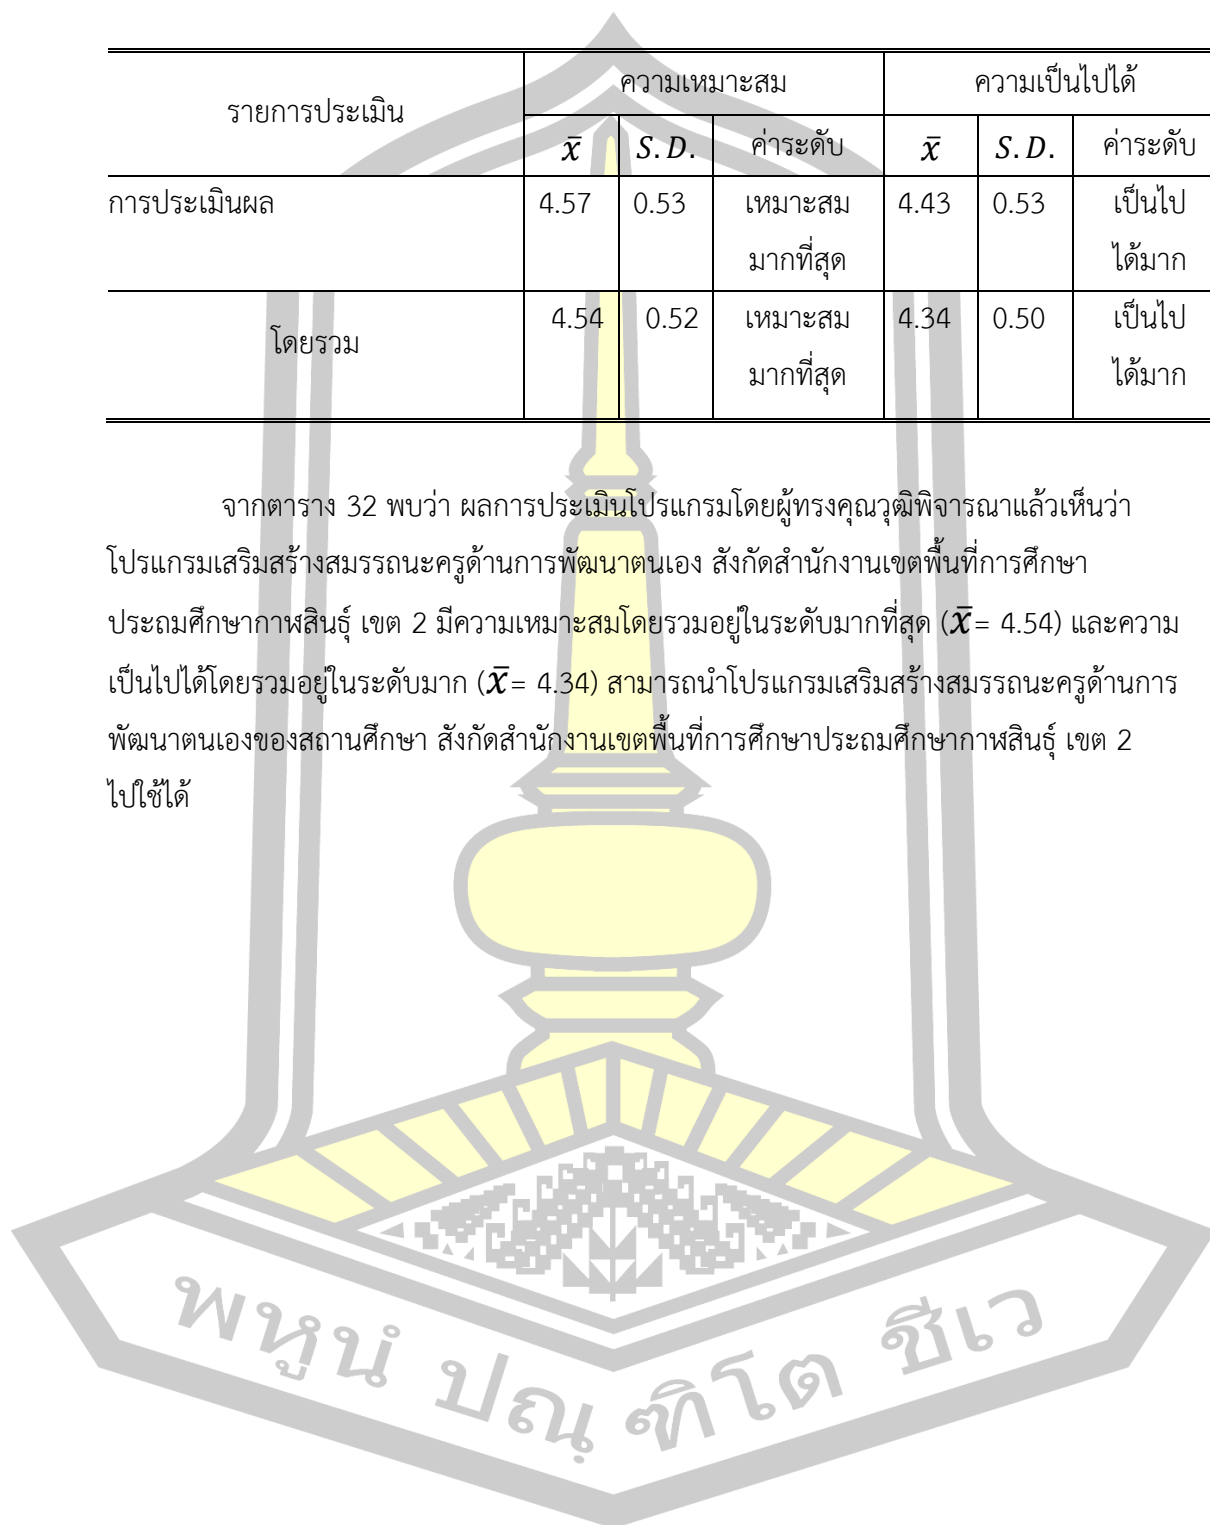 รายการประเมิน ความเหมาะสม ความเป็นไปได้
x̄ S.D. ค่าระดับ x̄ S.D. ค่าระดับ
การประเมินผล 4.57 0.53 เหมาะสม 4.43 0.53 เป็นไป
มากที่สุด ได้มาก
โดยรวม 4.54 0.52 เหมาะสม 4.34 0.50 เป็นไป
มากที่สุด ได้มาก
จากตาราง 32 พบว่า ผลการประเมินโปรแกรมโดยผู้ทรงคุณวุฒิพิจารณาแล้วเห็นว่า
โปรแกรมเสริมสร้างสมรรถนะครูด้านการพัฒนาตนเอง สังกัดสำนักงานเขตพื้นที่การศึกษา
ประถมศึกษากาฬสินธุ์ เขต 2 มีความเหมาะสมโดยรวมอยู่ในระดับมากที่สุด (x̄= 4.54) และความ
เป็นไปได้โดยรวมอยู่ในระดับมาก (x̄= 4.34) สามารถนำโปรแกรมเสริมสร้างสมรรถนะครูด้านการ
พัฒนาตนเองของสถานศึกษา สังกัดสำนักงานเขตพื้นที่การศึกษาประถมศึกษากาฬสินธุ์ เขต 2
ไปใช้ได้
พหูนํ ปณฺฑิโต ชีเว